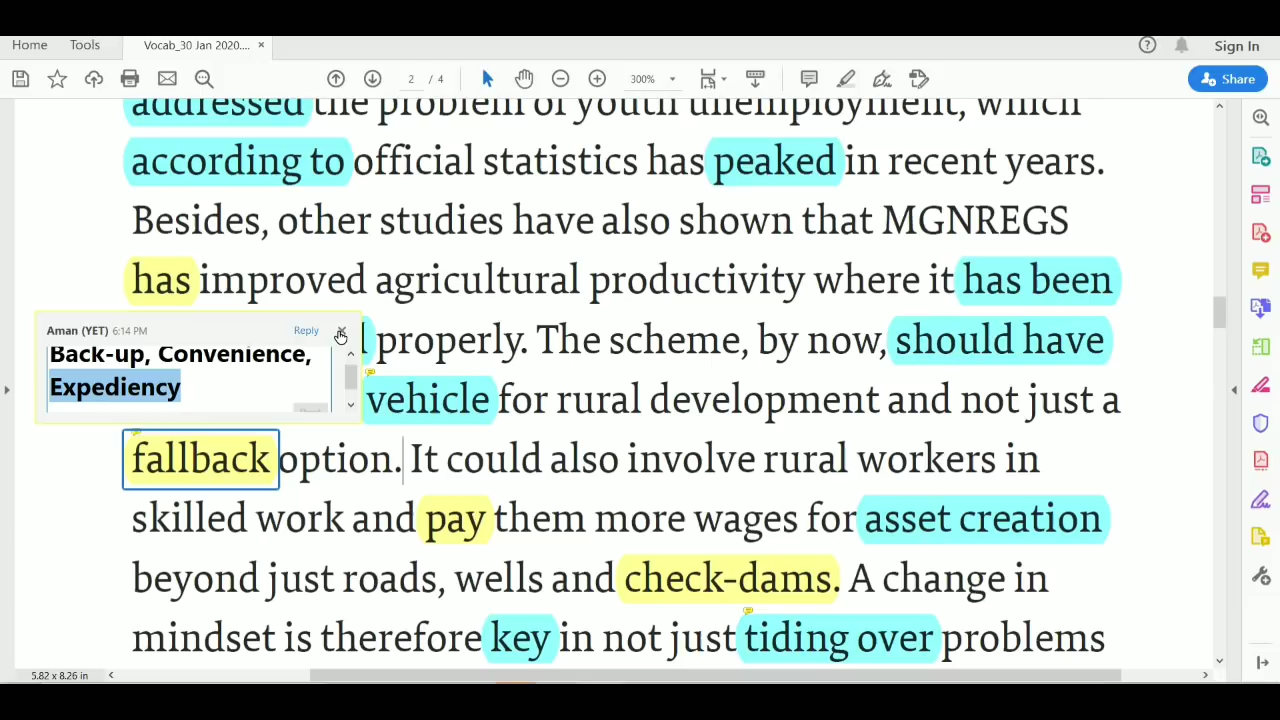 Home Tools Vocab_30 Jan 2020.... × Sign In
2 / 4 300% Share
addressed the problem of youth unemployment, which
according to official statistics has peaked in recent years.
Besides, other studies have also shown that MGNREGS
has improved agricultural productivity where it has been
Aman (YET) 6:14 PM Reply
properly. The scheme, by now, should have
Back-up, Convenience,
Expediency
vehicle for rural development and not just a
fallback option. It could also involve rural workers in
skilled work and pay them more wages for asset creation
beyond just roads, wells and check-dams. A change in
mindset is therefore key in not just tiding over problems
5.82 x 8.26 in